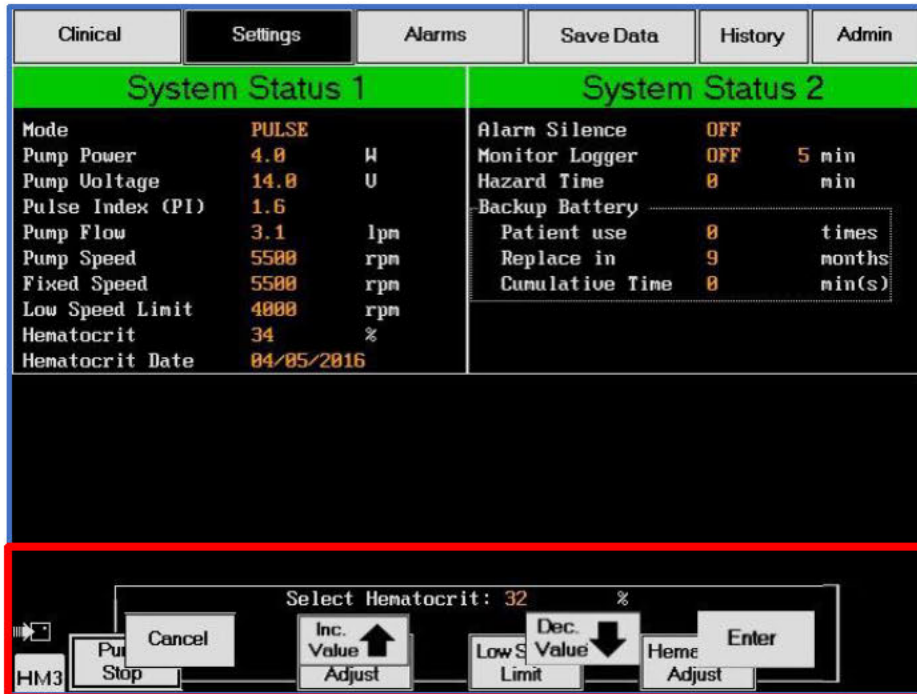 Clinical Settings Alarms Save Data History Admin
System Status 1
Mode PULSE
Pump Power 4.0 W
Pump Voltage 14.0 V
Pulse Index (PI) 1.6
Pump Flow 3.1 lpm
Pump Speed 5500 rpm
Fixed Speed 5500 rpm
Low Speed Limit 4000 rpm
Hematocrit 34 %
Hematocrit Date 04/05/2016
System Status 2
Alarm Silence OFF
Monitor Logger OFF 5 min
Hazard Time 0 min
Backup Battery
Patient use 0 times
Replace in 9 months
Cumulative Time 0 min(s)
Select Hematocrit: 32 %
Cancel
Inc.
Value
Dec.
Value
Enter
HM3
Stop
Adjust
Low S
Limit
Heme
Adjust